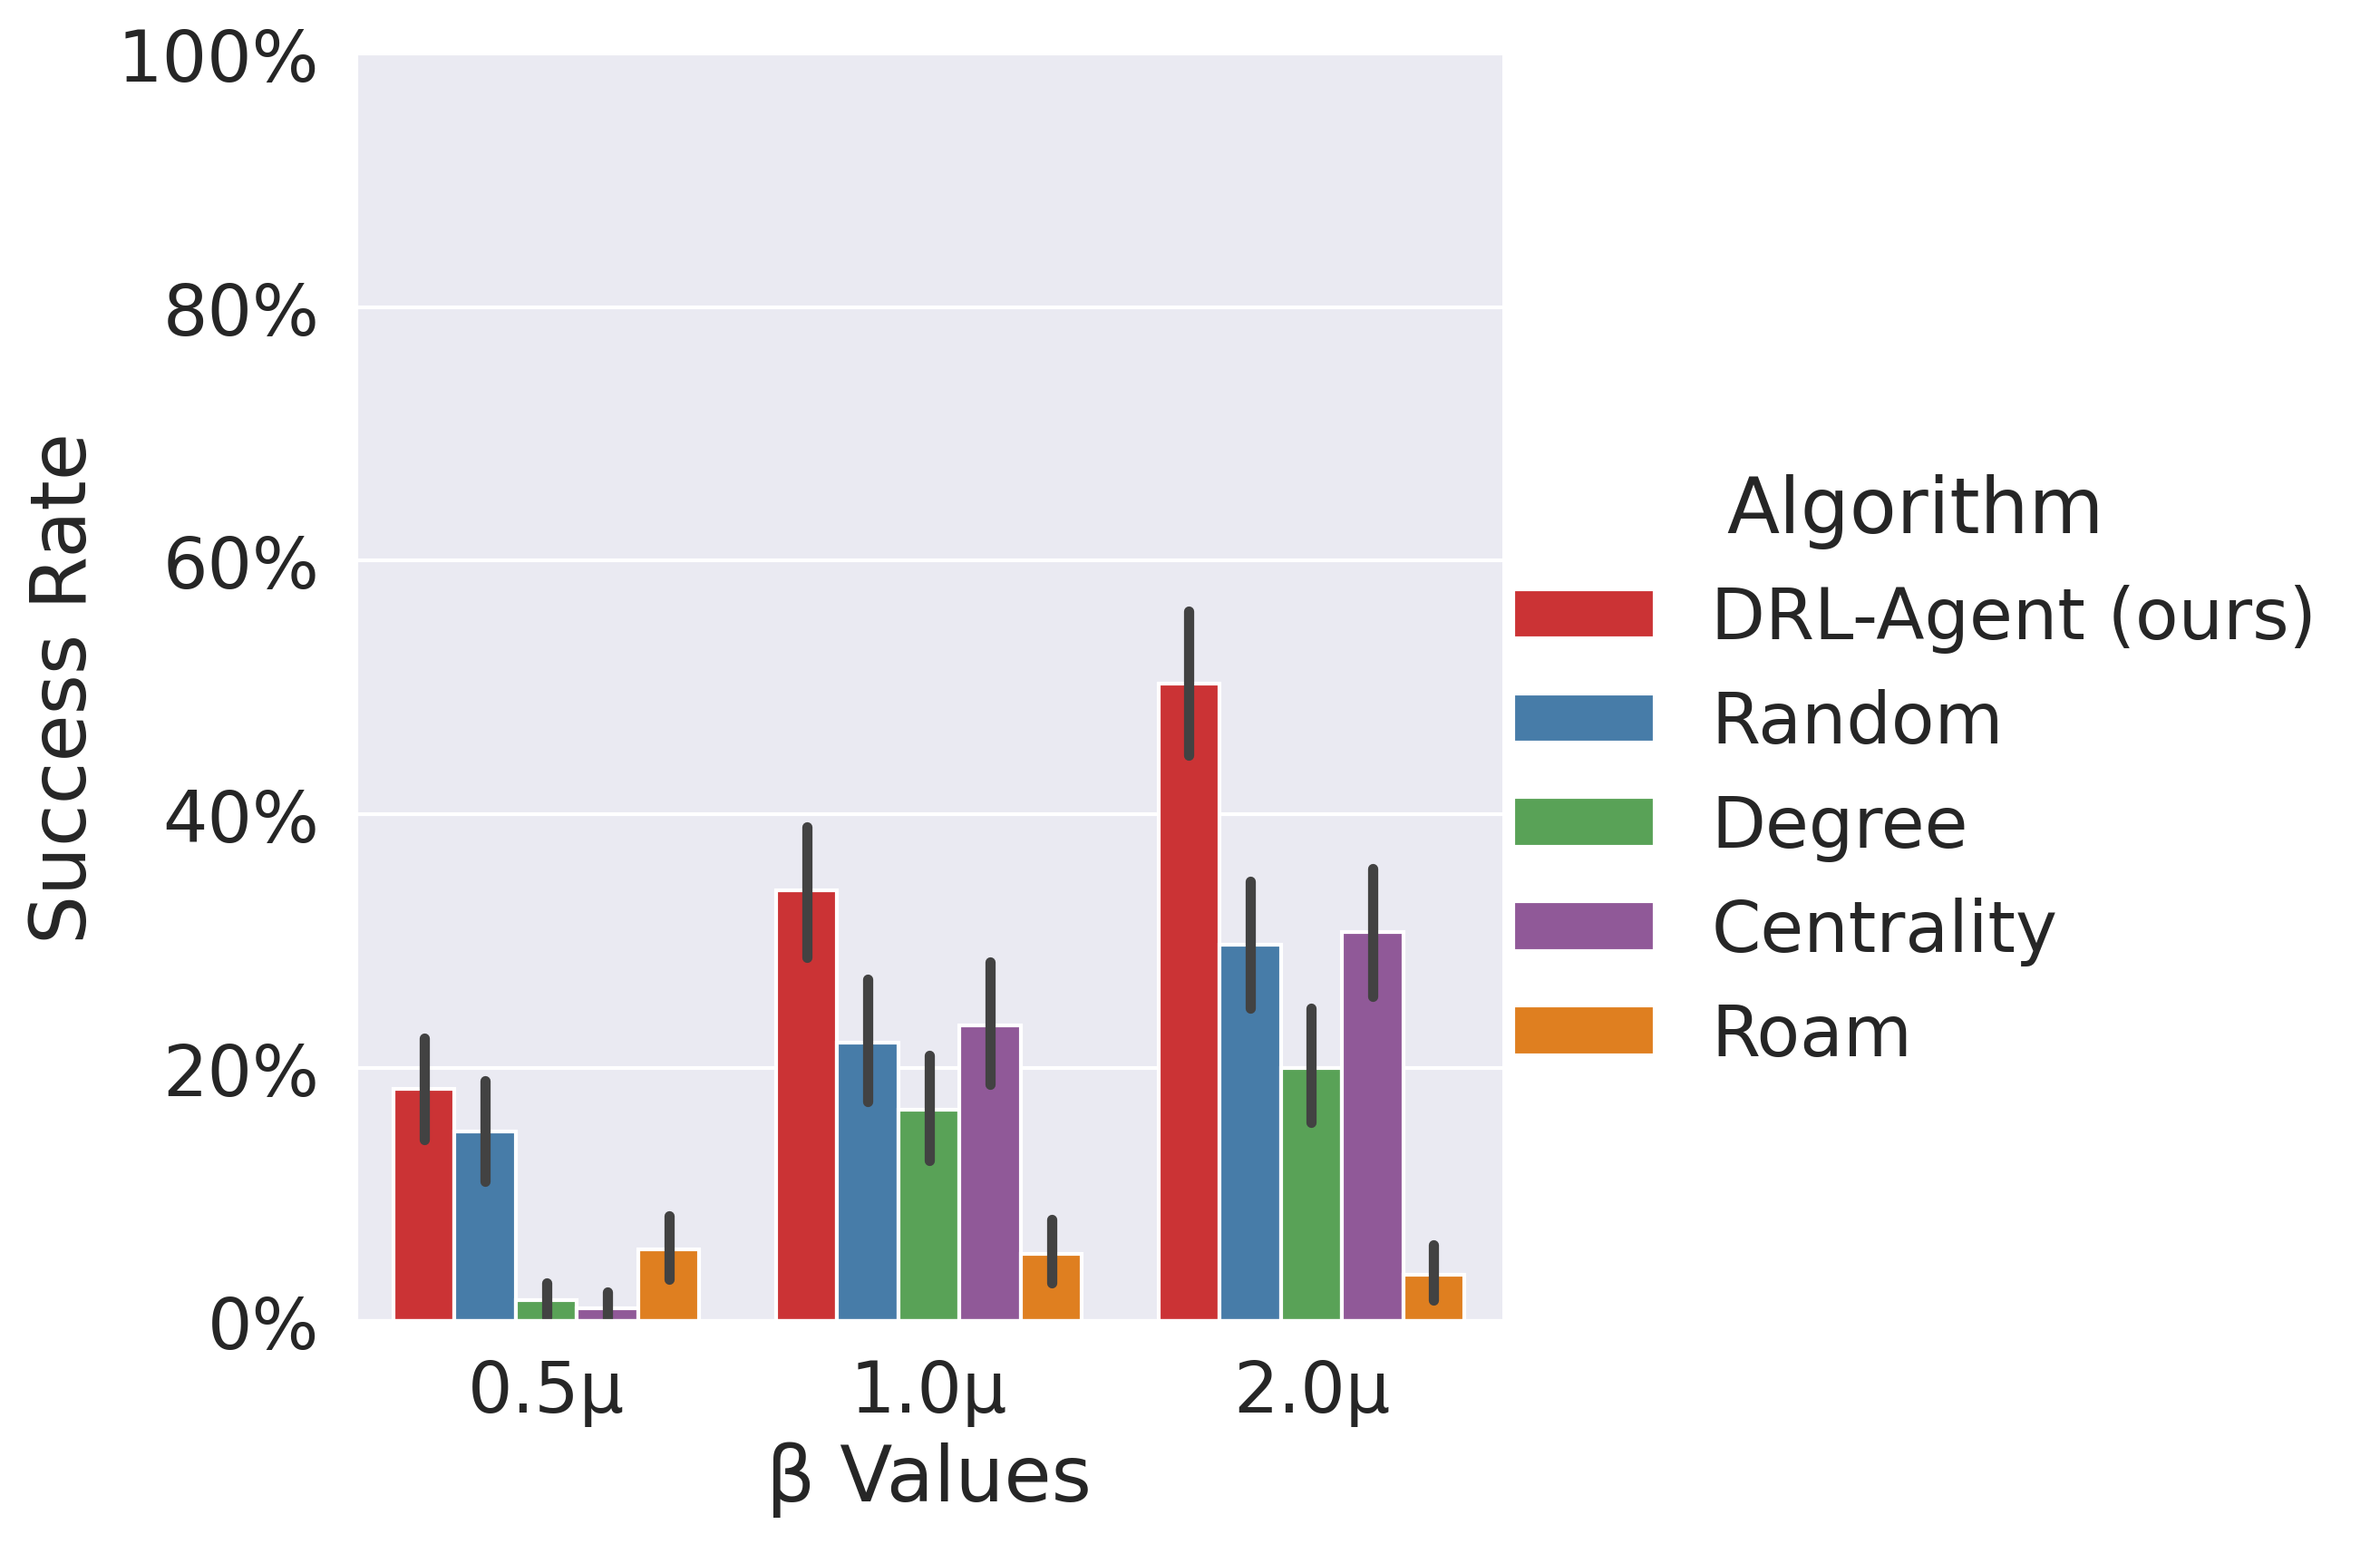 100%
80%
60%
40%
20%
0%
Success Rate
0.5μ 1.0μ 2.0μ
β Values
Algorithm
DRL-Agent (ours)
Random
Degree
Centrality
Roam